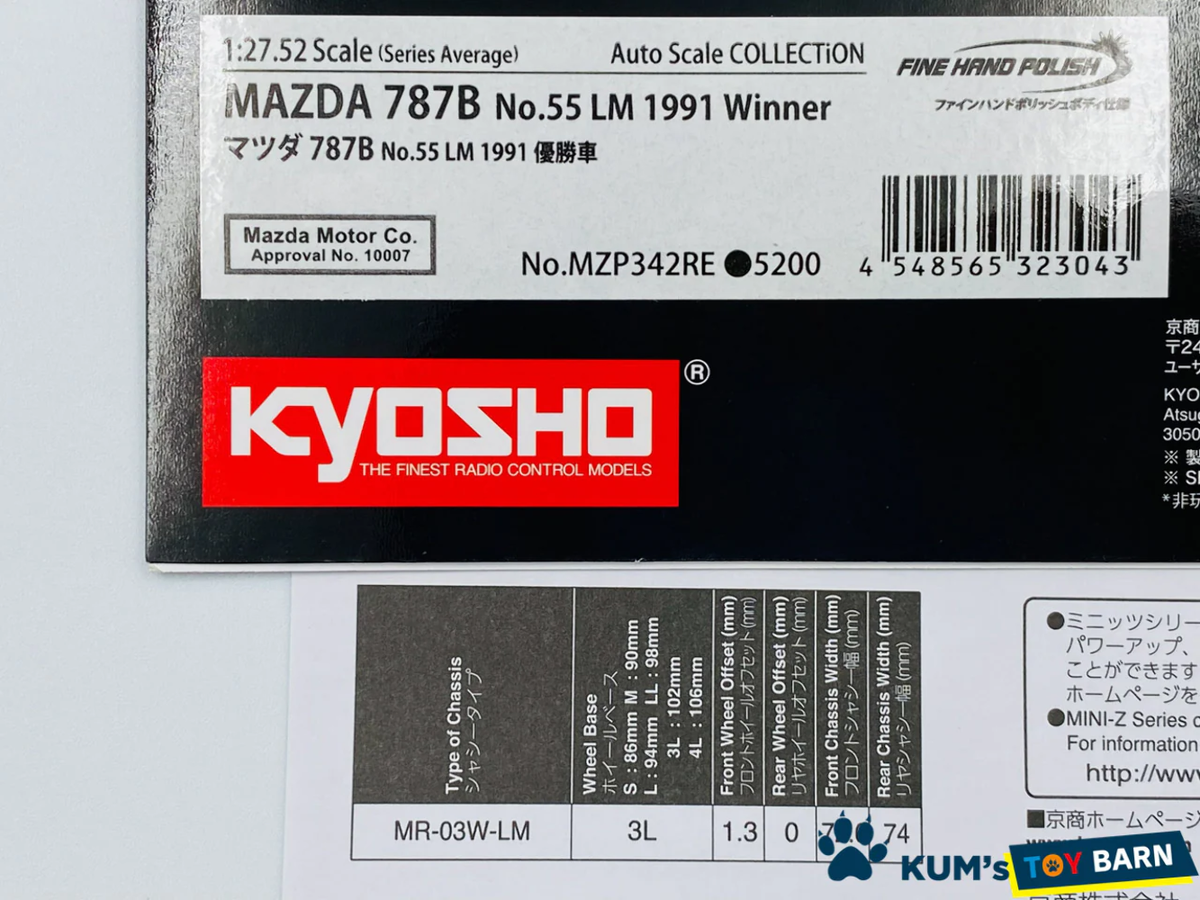 1:27.52 Scale (Series Average)
Auto Scale COLLECTiON
FINE HAND POLISH
ファインハンドポリッシュボディ仕様
MAZDA 787B No.55 LM 1991 Winner
マツダ 787B No.55 LM 1991 優勝車
Mazda Motor Co.
Approval No. 10007
No.MZP342RE ●5200
4 548565 323043
KYOSHO ®
THE FINEST RADIO CONTROL MODELS
京商
〒24
ユーザ
KYO
Atsug
3050
※ 製
※
*非玩
Type of Chassis
シャシータイプ
Wheel Base
ホイールベース
S : 86mm M : 90mm
L : 94mm LL : 98mm
3L : 102mm
4L : 106mm
Front Wheel Offset (mm)
フロントホイールオフセット (mm)
Rear Wheel Offset (mm)
リヤホイールオフセット (mm)
Front Chassis Width (mm)
フロントシャシー幅 (mm)
Rear Chassis Width (mm)
リヤシャシー幅 (mm)
MR-03W-LM 3L 1.3 0 74
●ミニッツシリー
パワーアップ、
ことができます
ホームページを
●MINI-Z Series
For information
http://www
■京商ホームページ
KUM's TOY BARN